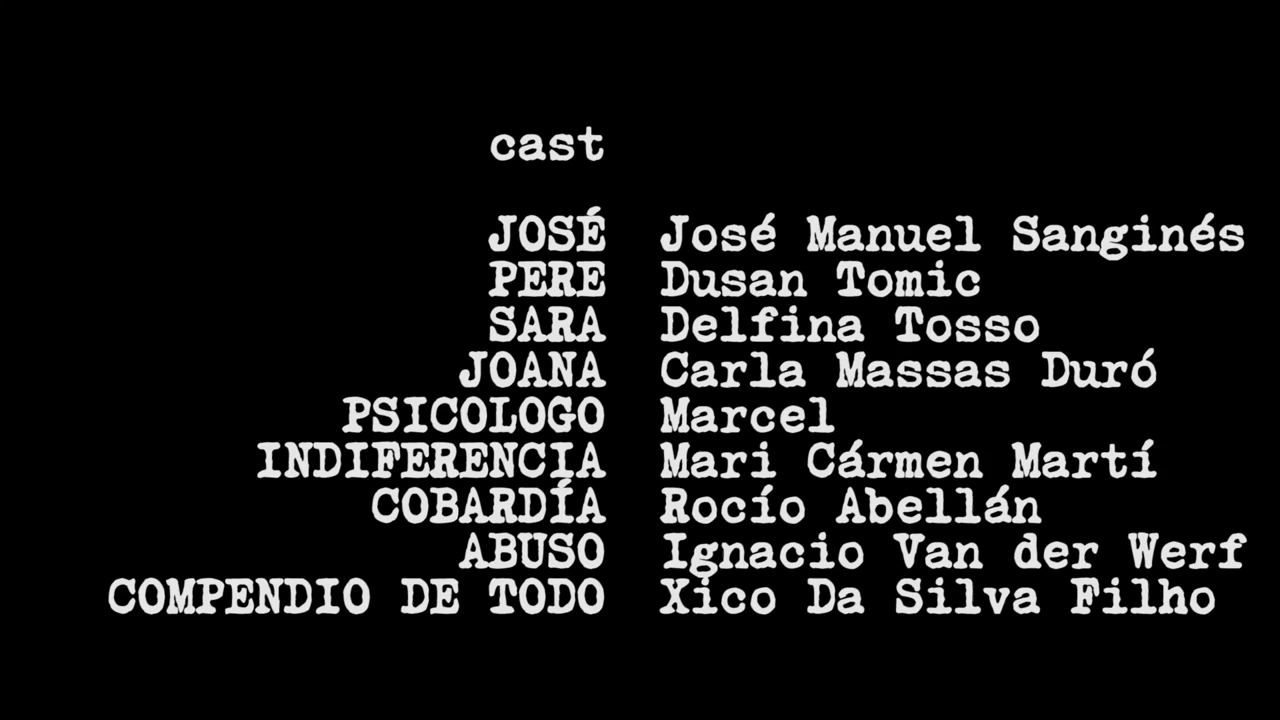 cast
JOSÉ José Manuel Sanginés
PERE Dusan Tomic
SARA Delfina Tosso
JOANA Carla Massas Duró
PSICOLOGO Marcel
INDIFERENCIA Mari Cármen Martí
COBARDÍA Rocío Abellán
ABUSO Ignacio Van der Werf
COMPENDIO DE TODO Xico Da Silva Filho